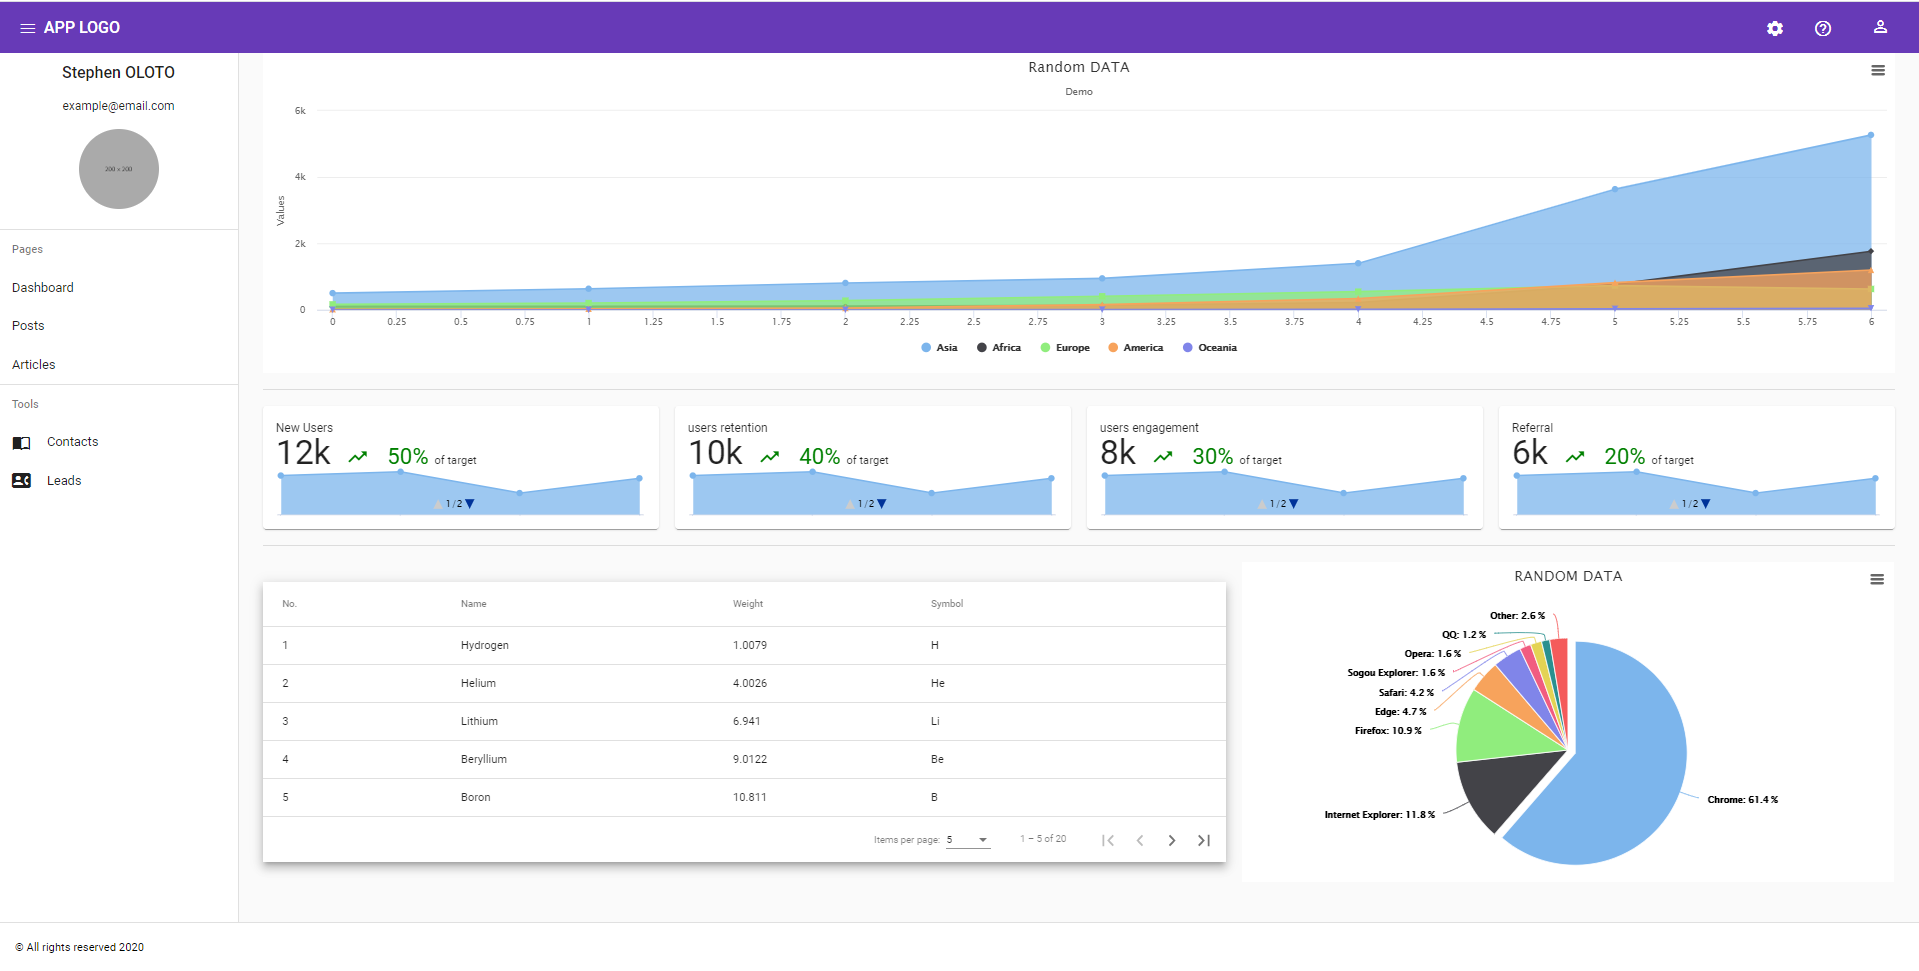 APP LOGO
Stephen OLOTO
example@email.com
200 × 200
Pages
Dashboard
Posts
Articles
Tools
Contacts
Leads
Random DATA
Demo
Values
6k
4k
2k
0
0 0.25 0.5 0.75 1 1.25 1.5 1.75 2 2.25 2.5 2.75 3 3.25 3.5 3.75 4 4.25 4.5 4.75 5 5.25 5.5 5.75 6
Asia Africa Europe America Oceania
New Users
12k 50% of target
1/2
users retention
10k 40% of target
1/2
users engagement
8k 30% of target
1/2
Referral
6k 20% of target
1/2
No. Name Weight Symbol
1 Hydrogen 1.0079 H
2 Helium 4.0026 He
3 Lithium 6.941 Li
4 Beryllium 9.0122 Be
5 Boron 10.811 B
Items per page: 5 1 – 5 of 20
RANDOM DATA
Other: 2.6 %
QQ: 1.2 %
Opera: 1.6 %
Sogou Explorer: 1.6 %
Safari: 4.2 %
Edge: 4.7 %
Firefox: 10.9 %
Chrome: 61.4 %
Internet Explorer: 11.8 %
© All rights reserved 2020